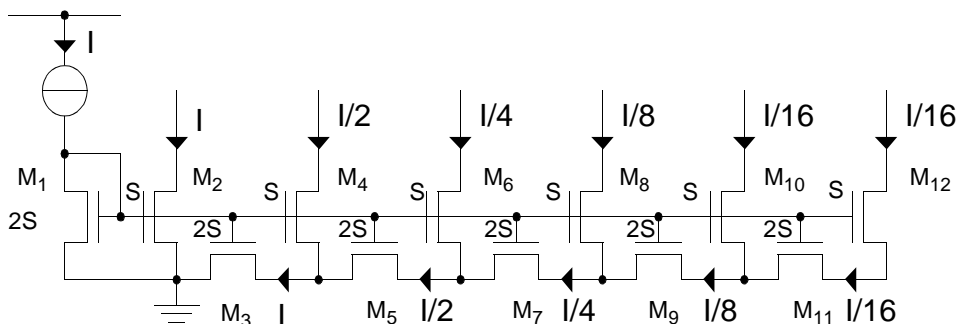 I
I I/2 I/4 I/8 I/16 I/16
M1 S M2 S M4 S M6 S M8 S M10 S M12
2S 2S 2S 2S 2S 2S
M3 I M5 I/2 M7 I/4 M9 I/8 M11 I/16